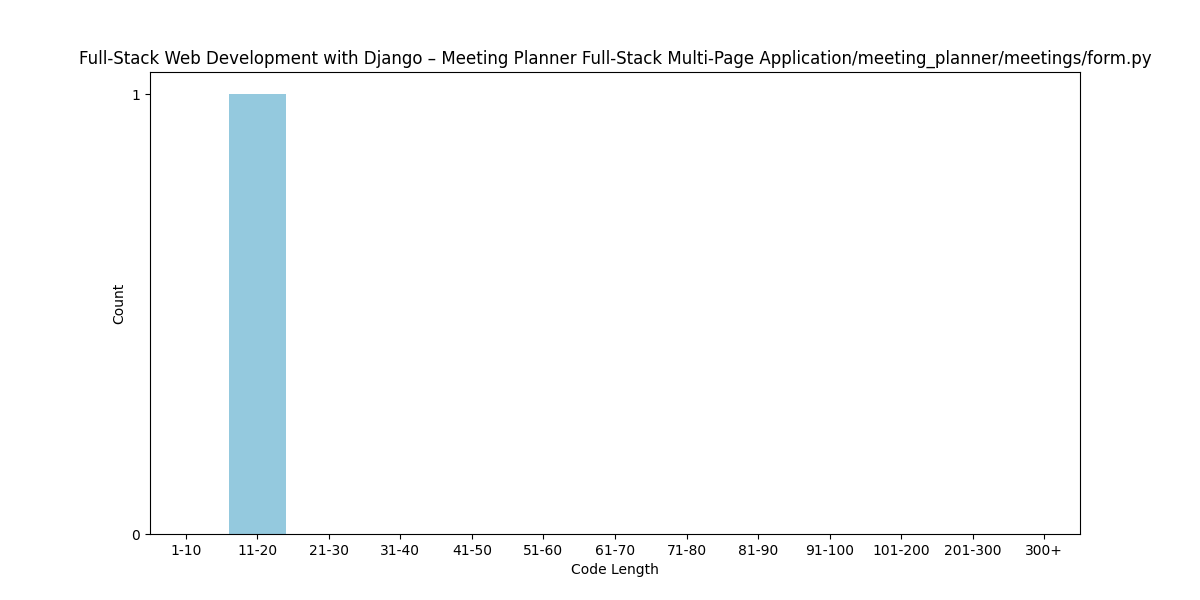 Full-Stack Web Development with Django – Meeting Planner Full-Stack Multi-Page Application/meeting_planner/meetings/form.py
1
Count
0
1-10 11-20 21-30 31-40 41-50 51-60 61-70 71-80 81-90 91-100 101-200 201-300 300+
Code Length